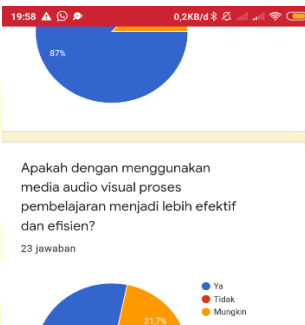 19:58 0,2KB/d
87%
Apakah dengan menggunakan
media audio visual proses
pembelajaran menjadi lebih efektif
dan efisien?
23 jawaban
Ya
Tidak
Mungkin
21,7%